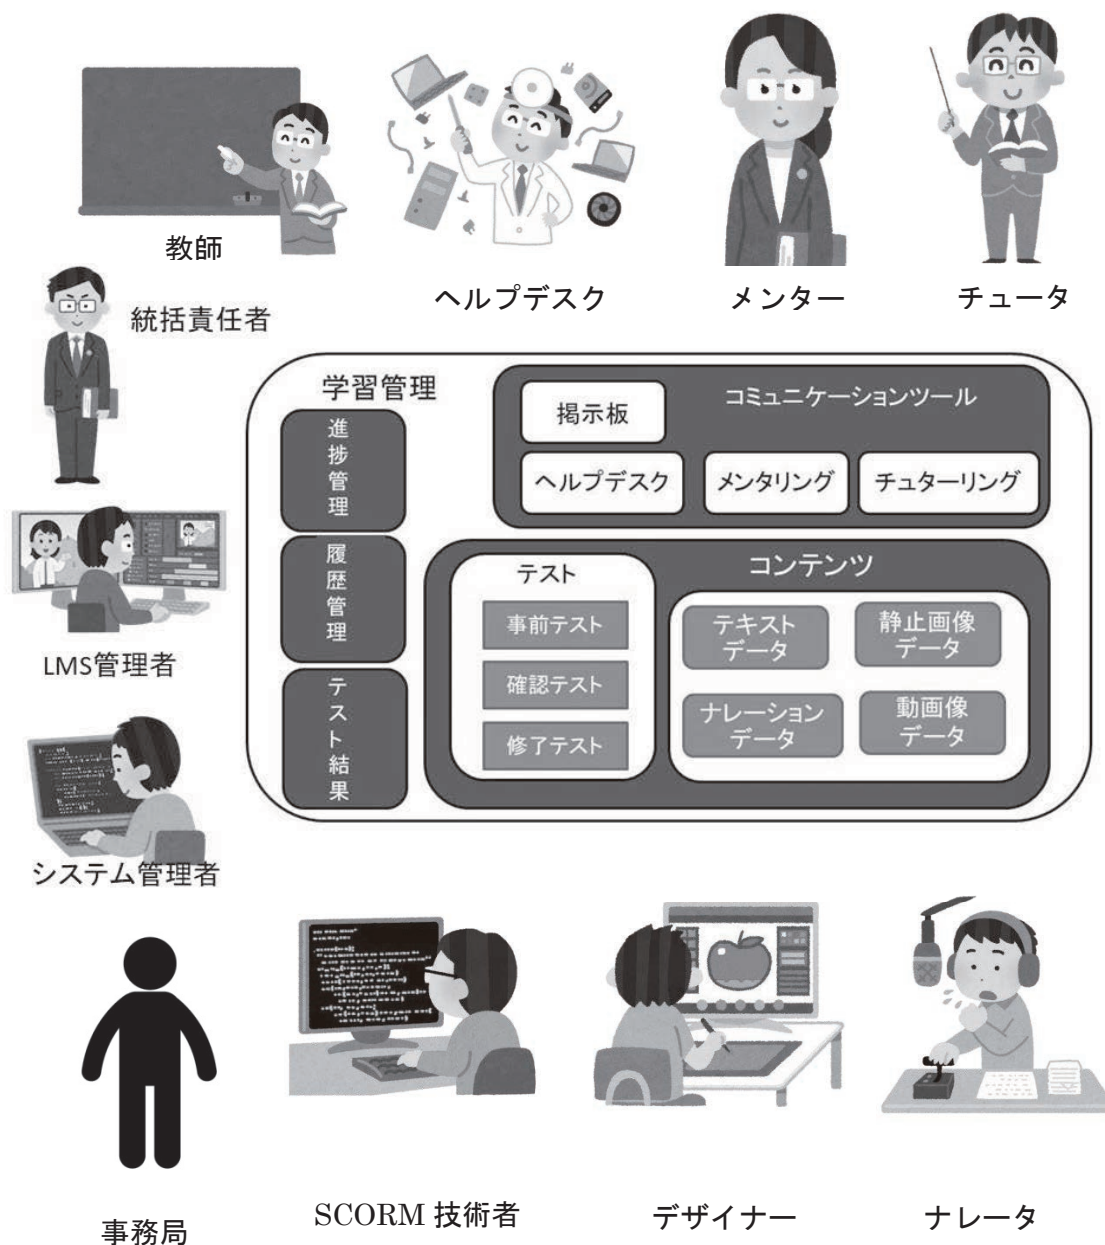 教師
ヘルプデスク
メンター
チュータ
統括責任者
学習管理
進捗管理
履歴管理
テスト結果
コミュニケーションツール
掲示板
ヘルプデスク
メンタリング
チュターリング
コンテンツ
テスト
事前テスト
確認テスト
修了テスト
テキスト
データ
静止画像
データ
ナレーション
データ
動画像
データ
LMS管理者
システム管理者
事務局
SCORM 技術者
デザイナー
ナレータ